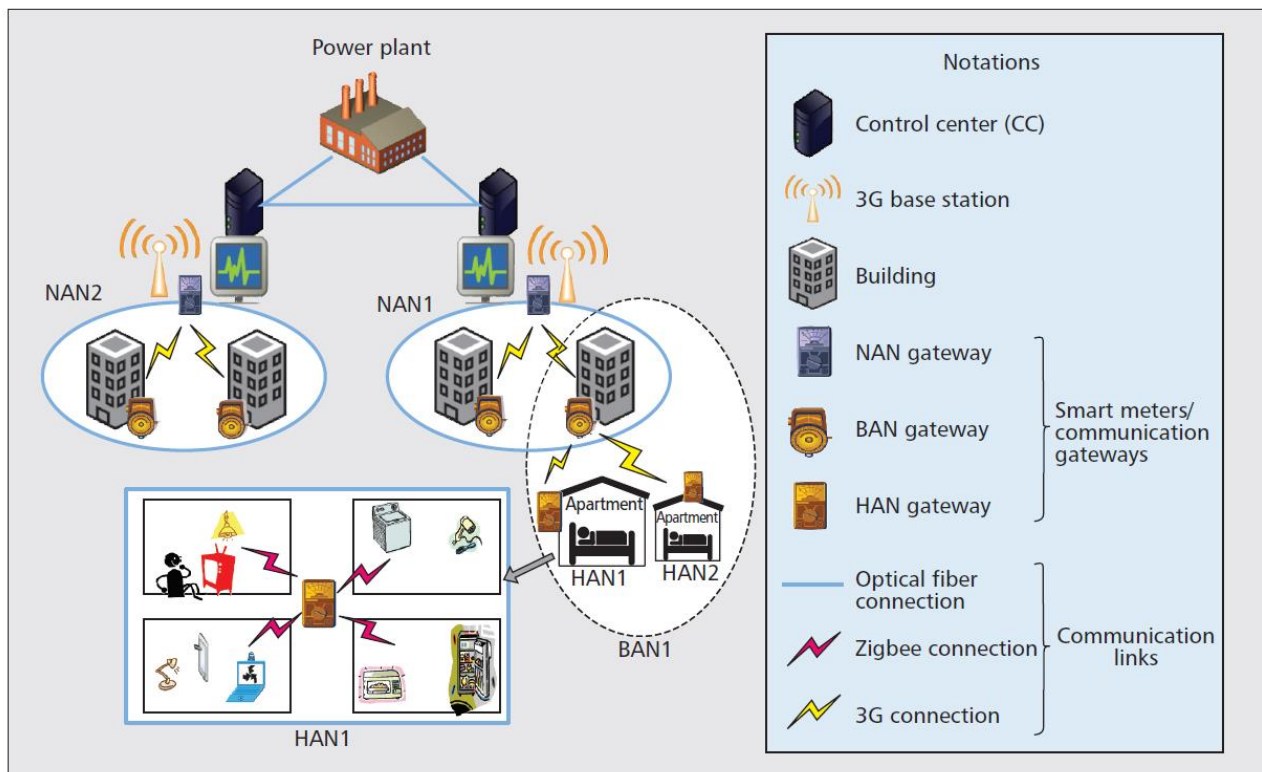 Power plant
NAN2
NAN1
Apartment
Apartment
HAN1
HAN2
BAN1
HAN1
Notations
Control center (CC)
3G base station
Building
NAN gateway
BAN gateway
HAN gateway
Smart meters/
communication
gateways
Optical fiber
connection
Zigbee connection
3G connection
Communication
links